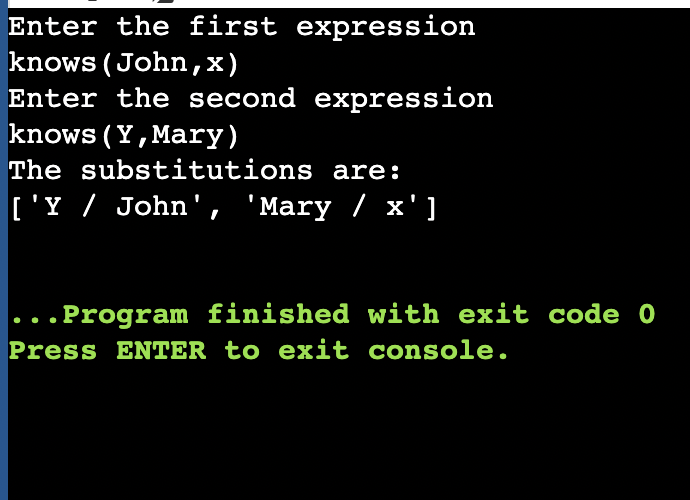 Enter the first expression
knows(John,x)
Enter the second expression
knows(Y,Mary)
The substitutions are:
['Y / John', 'Mary / x']
...Program finished with exit code 0
Press ENTER to exit console.